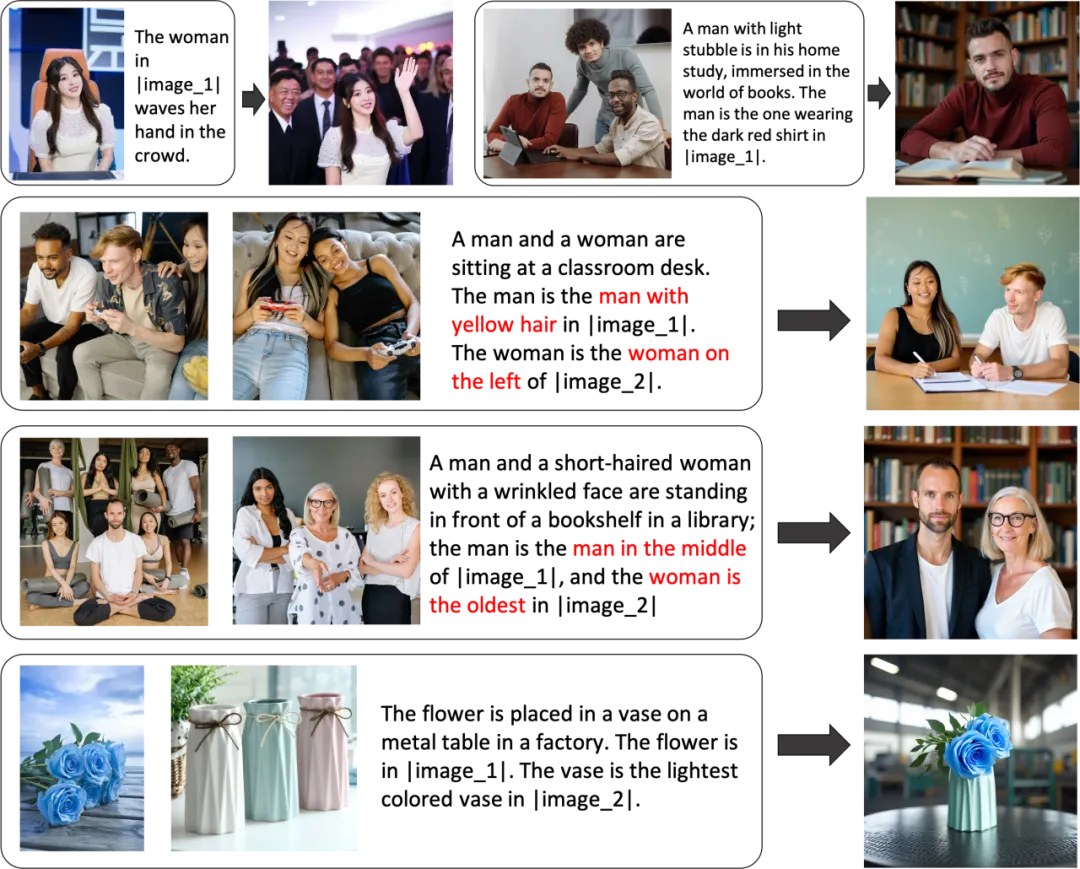 The woman
in
|image_1|
waves her
hand in the
crowd.
A man with light
stubble is in his home
study, immersed in the
world of books. The
man is the one wearing
the dark red shirt in
|image_1|.
A man and a woman are
sitting at a classroom desk.
The man is the man with
yellow hair in |image_1|.
The woman is the woman on
the left of |image_2|.
A man and a short-haired woman
with a wrinkled face are standing
in front of a bookshelf in a library;
the man is the man in the middle
of |image_1|, and the woman is
the oldest in |image_2|
The flower is placed in a vase on a
metal table in a factory. The flower is
in |image_1|. The vase is the lightest
colored vase in |image_2|.